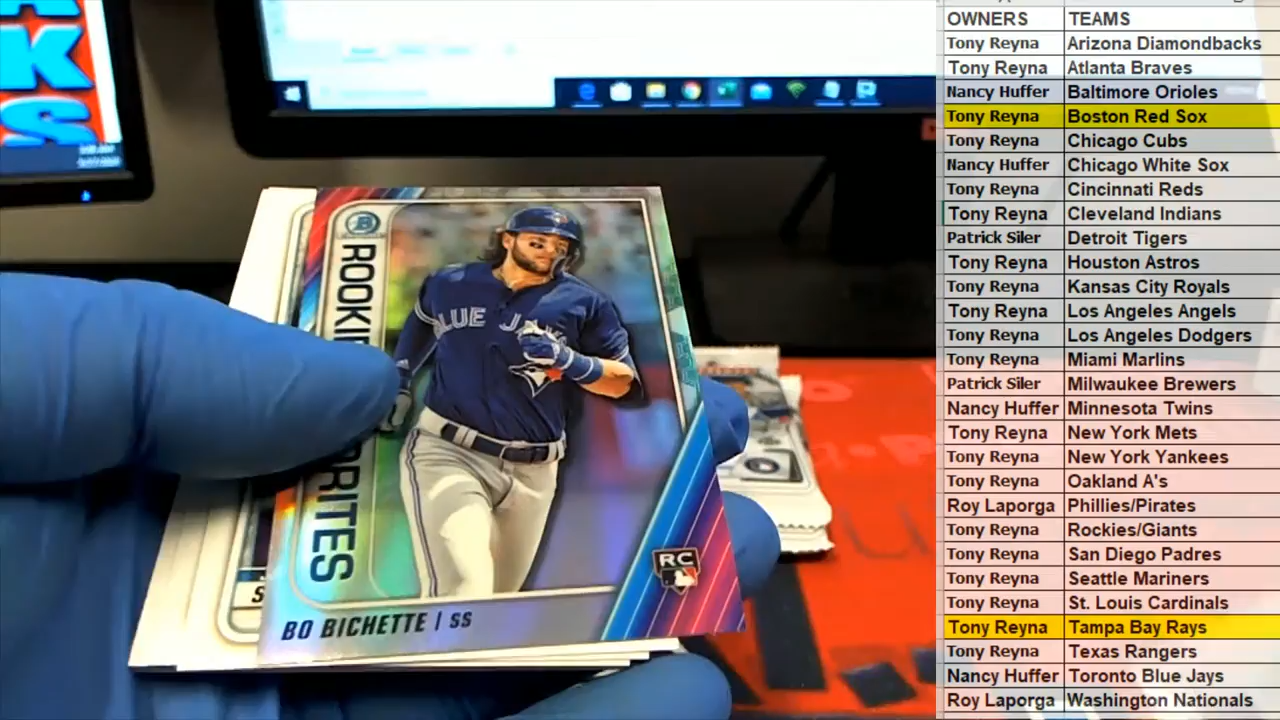 KS
B
ROOKIE
ORITES
BLUE JAYS
BO BICHETTE | SS
RC
OWNERS TEAMS
Tony Reyna Arizona Diamondbacks
Tony Reyna Atlanta Braves
Nancy Huffer Baltimore Orioles
Tony Reyna Boston Red Sox
Tony Reyna Chicago Cubs
Nancy Huffer Chicago White Sox
Tony Reyna Cincinnati Reds
Tony Reyna Cleveland Indians
Patrick Siler Detroit Tigers
Tony Reyna Houston Astros
Tony Reyna Kansas City Royals
Tony Reyna Los Angeles Angels
Tony Reyna Los Angeles Dodgers
Tony Reyna Miami Marlins
Patrick Siler Milwaukee Brewers
Nancy Huffer Minnesota Twins
Tony Reyna New York Mets
Tony Reyna New York Yankees
Tony Reyna Oakland A's
Roy Laporga Phillies/Pirates
Tony Reyna Rockies/Giants
Tony Reyna San Diego Padres
Tony Reyna Seattle Mariners
Tony Reyna St. Louis Cardinals
Tony Reyna Tampa Bay Rays
Tony Reyna Texas Rangers
Nancy Huffer Toronto Blue Jays
Roy Laporga Washington Nationals